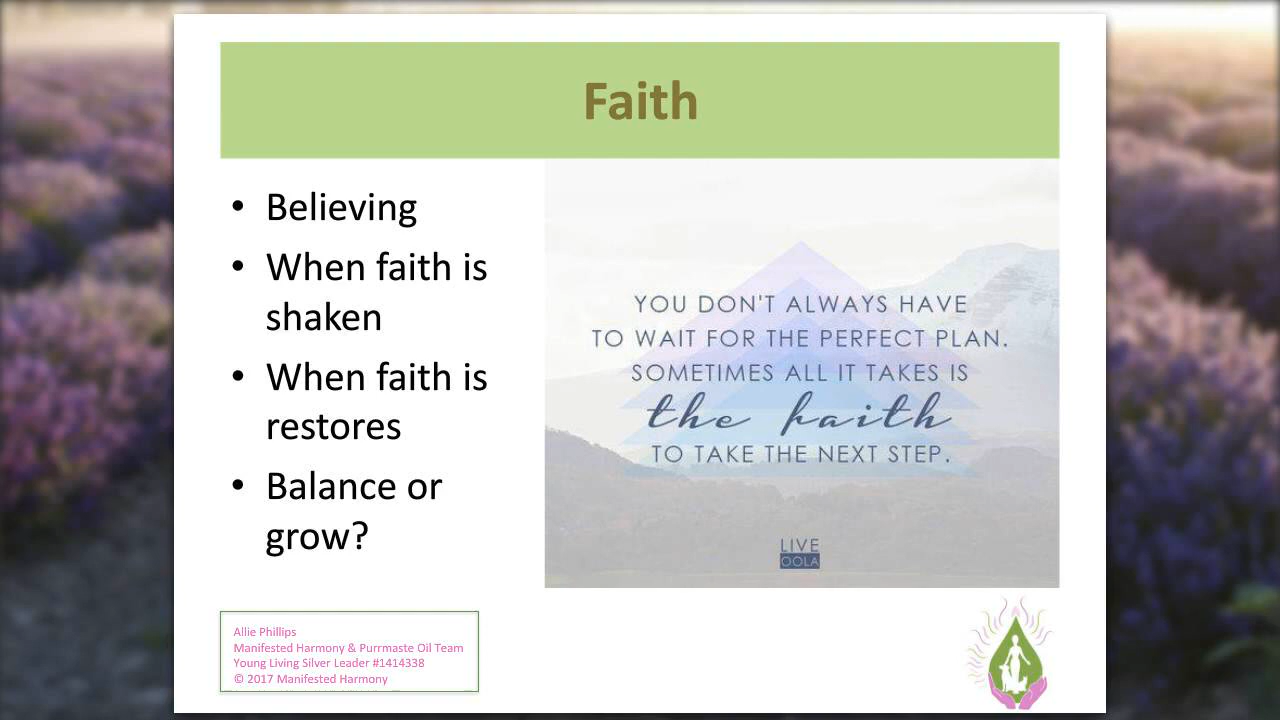 Faith
• Believing
• When faith is
shaken
• When faith is
restores
• Balance or
grow?
YOU DON'T ALWAYS HAVE
TO WAIT FOR THE PERFECT PLAN.
SOMETIMES ALL IT TAKES IS
the faith
TO TAKE THE NEXT STEP.
LIVE
OOLA
Allie Phillips
Manifested Harmony & Purrmaste Oil Team
Young Living Silver Leader #1414338
© 2017 Manifested Harmony